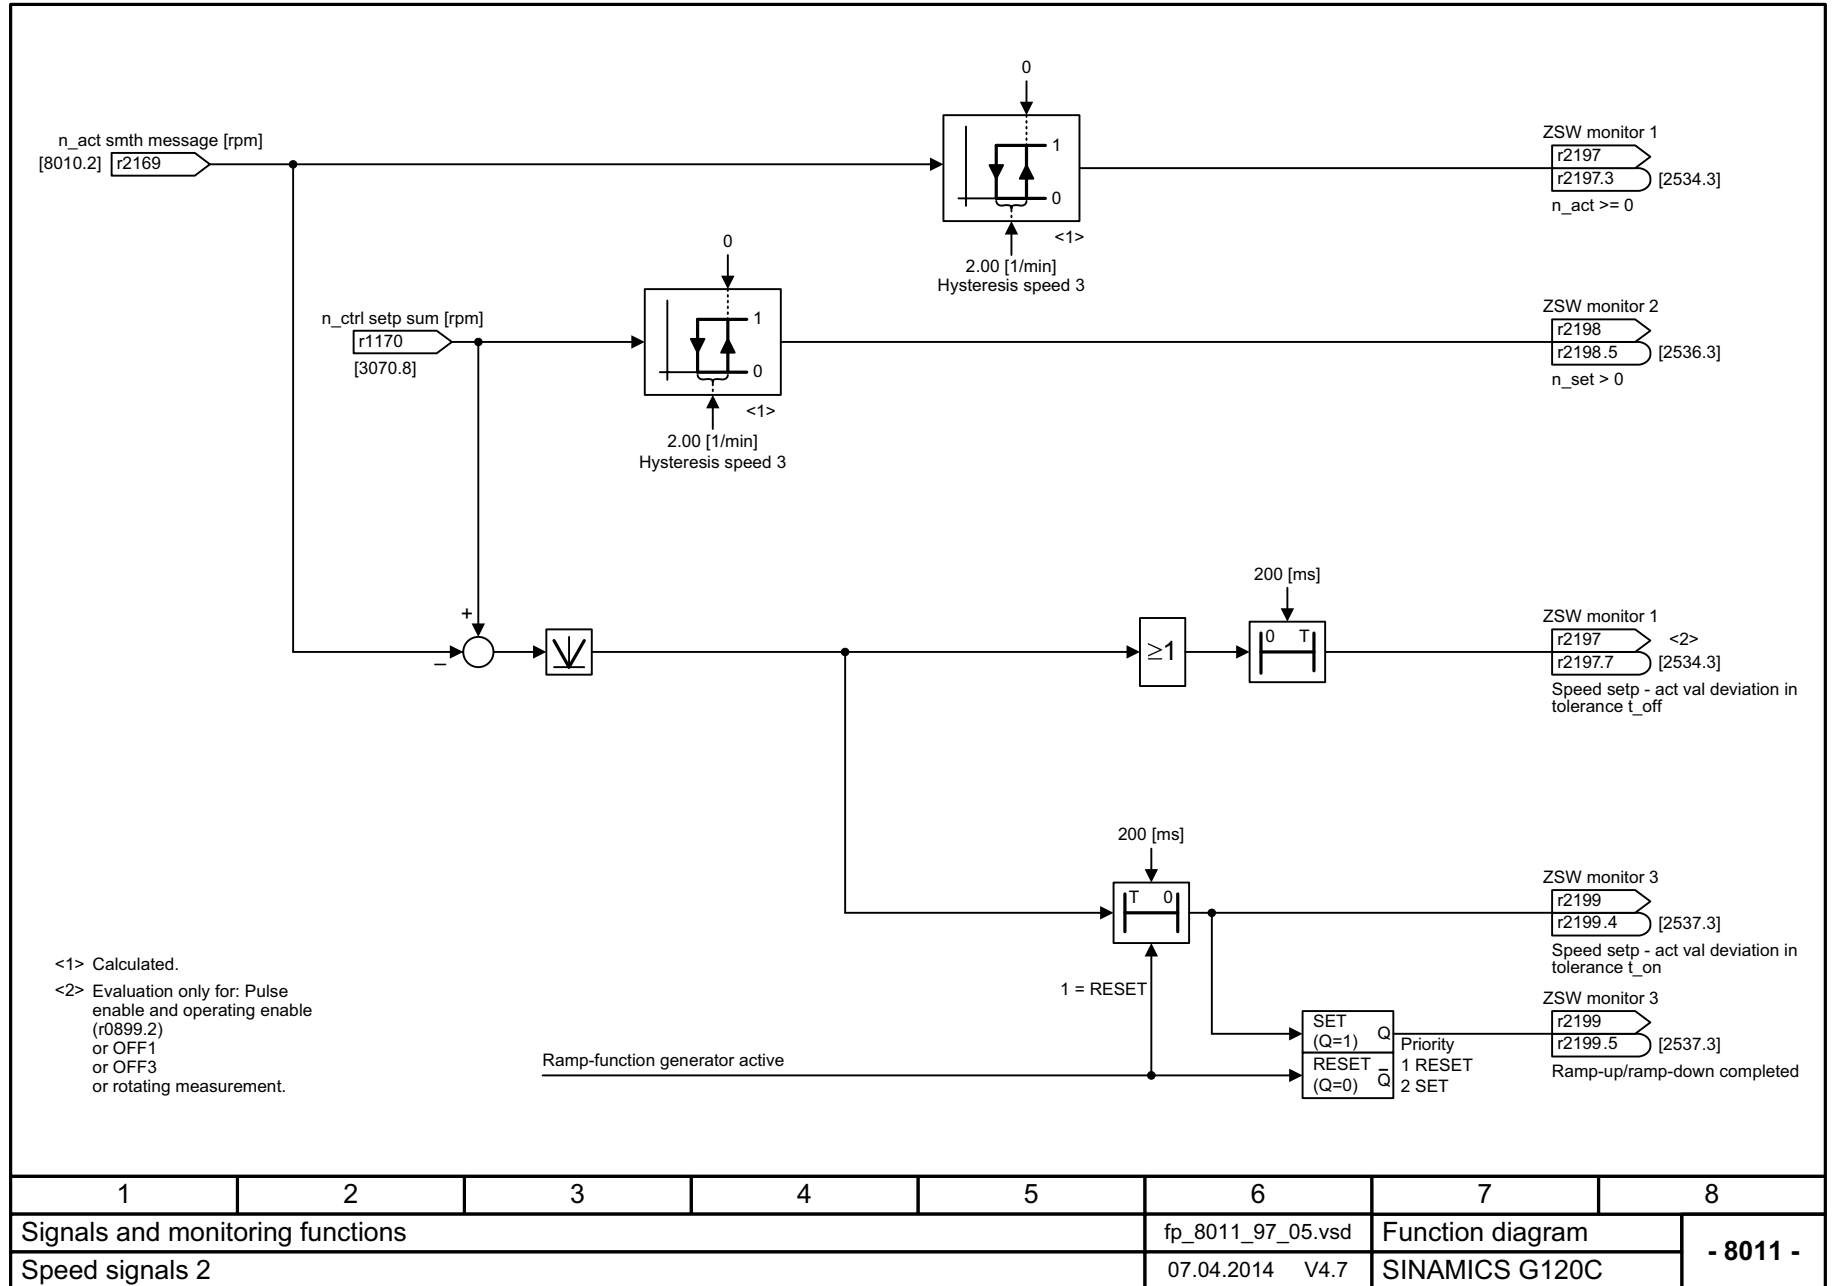 0
n_act smth message [rpm]
[8010.2] r2169
1
0
<1>
2.00 [1/min]
Hysteresis speed 3
ZSW monitor 1
r2197
r2197.3 [2534.3]
n_act >= 0
0
n_ctrl setp sum [rpm]
r1170
[3070.8]
1
0
<1>
2.00 [1/min]
Hysteresis speed 3
ZSW monitor 2
r2198
r2198.5 [2536.3]
n_set > 0
+
–
≥1
200 [ms]
0 T
ZSW monitor 1
r2197 <2>
r2197.7 [2534.3]
Speed setp - act val deviation in
tolerance t_off
200 [ms]
T 0
1 = RESET
ZSW monitor 3
r2199
r2199.4 [2537.3]
Speed setp - act val deviation in
tolerance t_on
<1> Calculated.
<2> Evaluation only for: Pulse
enable and operating enable
(r0899.2)
or OFF1
or OFF3
or rotating measurement.
Ramp-function generator active
SET Q
(Q=1)
RESET Q̅
(Q=0)
Priority
1 RESET
2 SET
ZSW monitor 3
r2199
r2199.5 [2537.3]
Ramp-up/ramp-down completed
1 2 3 4 5 6 7 8
Signals and monitoring functions fp_8011_97_05.vsd Function diagram - 8011 -
Speed signals 2 07.04.2014 V4.7 SINAMICS G120C